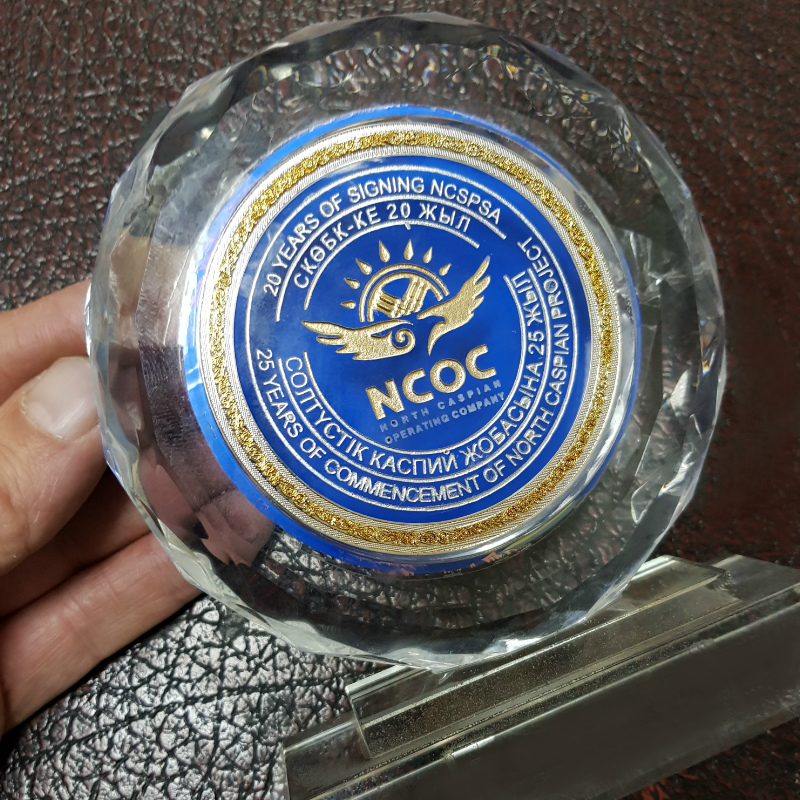 20 YEARS OF SIGNING NCSPSA
СКӨБК-КЕ 20 ЖЫЛ
NCOC
NORTH CASPIAN
OPERATING COMPANY
СОЛТҮСТІК КАСПИЙ ЖОБАСЫНА 25 ЖЫЛ
25 YEARS OF COMMENCEMENT OF NORTH CASPIAN PROJECT